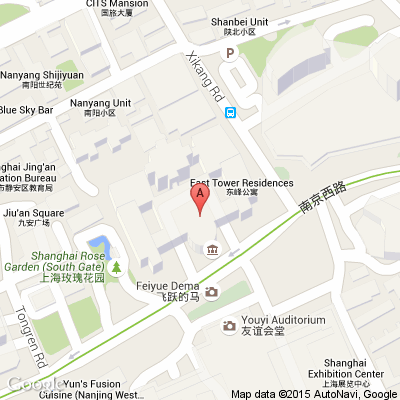 CITS Mansion
国旅大厦
Shanbei Unit
陕北小区
P
Xikang Rd
Nanyang Shijiyuan
南阳世纪苑
Nanyang Unit
南阳小区
Blue Sky Bar
nghai Jing'an
ation Bureau
市静安区教育局
East Tower Residences
东峰公寓
A
南京西路
Jiu'an Square
九安广场
Shanghai Rose
Garden (South Gate)
上海玫瑰花园
Feiyue Dema
飞跃的马
Youyi Auditorium
友谊会堂
Tongren Rd
Shanghai
Exhibition Center
上海展览中心
Yun's Fusion
Cuisine (Nanjing West
Google
Map data ©2015 AutoNavi, Google